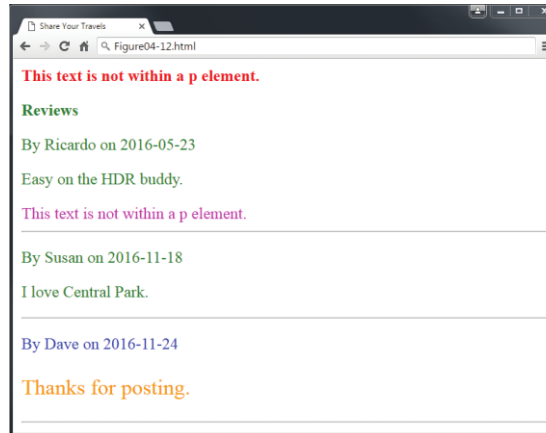 Share Your Travels
Figure04-12.html
This text is not within a p element.
Reviews
By Ricardo on 2016-05-23
Easy on the HDR buddy.
This text is not within a p element.
By Susan on 2016-11-18
I love Central Park.
By Dave on 2016-11-24
Thanks for posting.